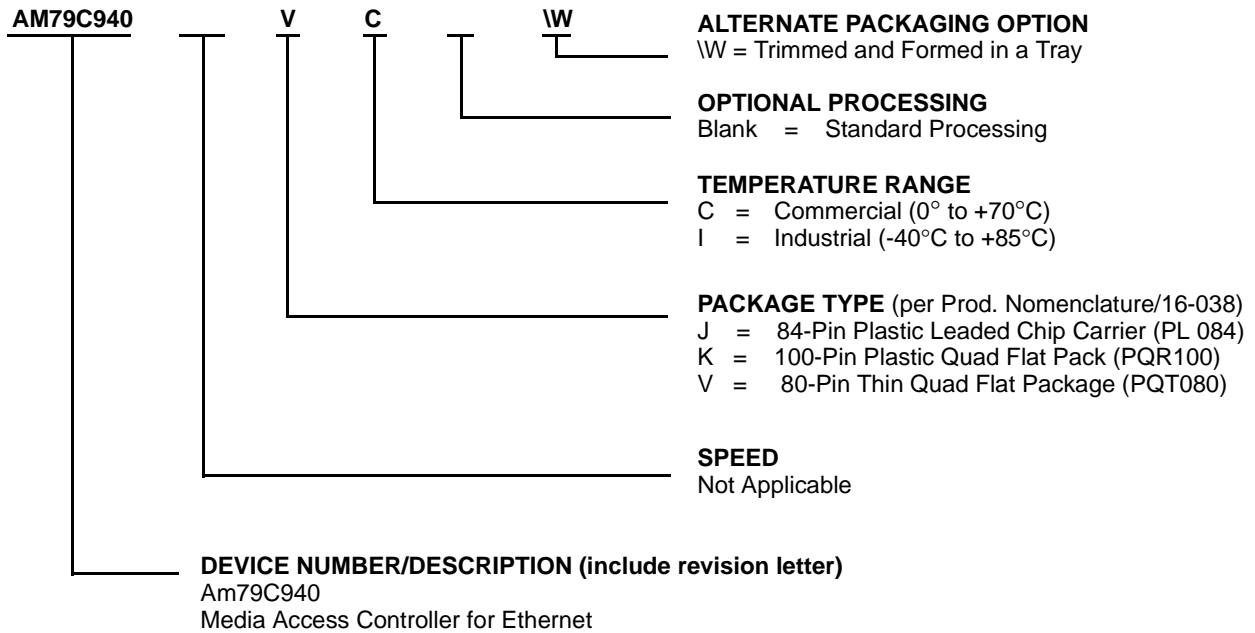 AM79C940 V C \W
ALTERNATE PACKAGING OPTION
\W = Trimmed and Formed in a Tray
OPTIONAL PROCESSING
Blank = Standard Processing
TEMPERATURE RANGE
C = Commercial (0° to +70°C)
I = Industrial (-40°C to +85°C)
PACKAGE TYPE (per Prod. Nomenclature/16-038)
J = 84-Pin Plastic Leaded Chip Carrier (PL 084)
K = 100-Pin Plastic Quad Flat Pack (PQR100)
V = 80-Pin Thin Quad Flat Package (PQT080)
SPEED
Not Applicable
DEVICE NUMBER/DESCRIPTION (include revision letter)
Am79C940
Media Access Controller for Ethernet